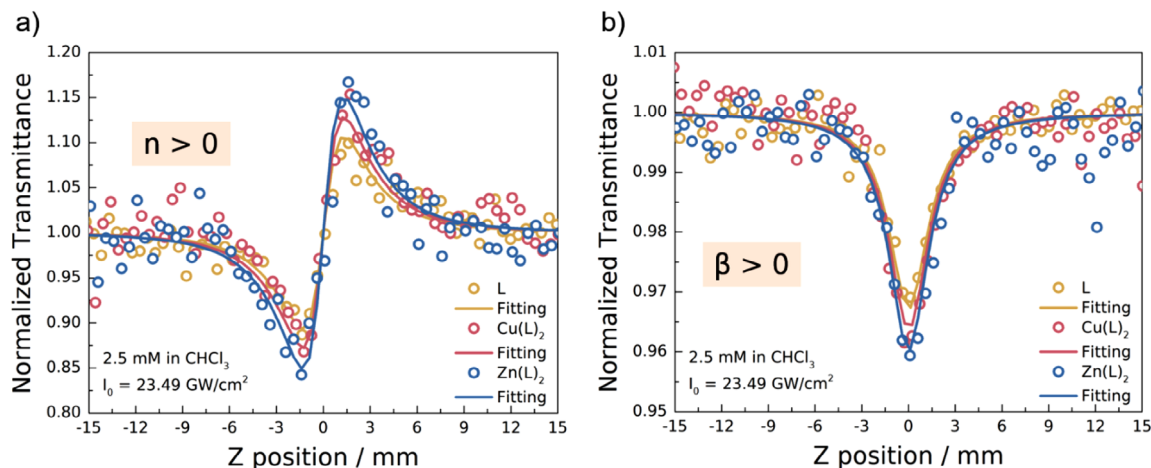 a)
1.20
1.15
1.10
1.05
1.00
0.95
0.90
0.85
0.80
Normalized Transmittance
n > 0
L
Fitting
Cu(L)₂
Fitting
Zn(L)₂
Fitting
2.5 mM in CHCl₃
I₀ = 23.49 GW/cm²
-15 -12 -9 -6 -3 0 3 6 9 12 15
Z position / mm
b)
1.01
1.00
0.99
0.98
0.97
0.96
0.95
Normalized Transmittance
β > 0
L
Fitting
Cu(L)₂
Fitting
Zn(L)₂
Fitting
2.5 mM in CHCl₃
I₀ = 23.49 GW/cm²
-15 -12 -9 -6 -3 0 3 6 9 12 15
Z position / mm